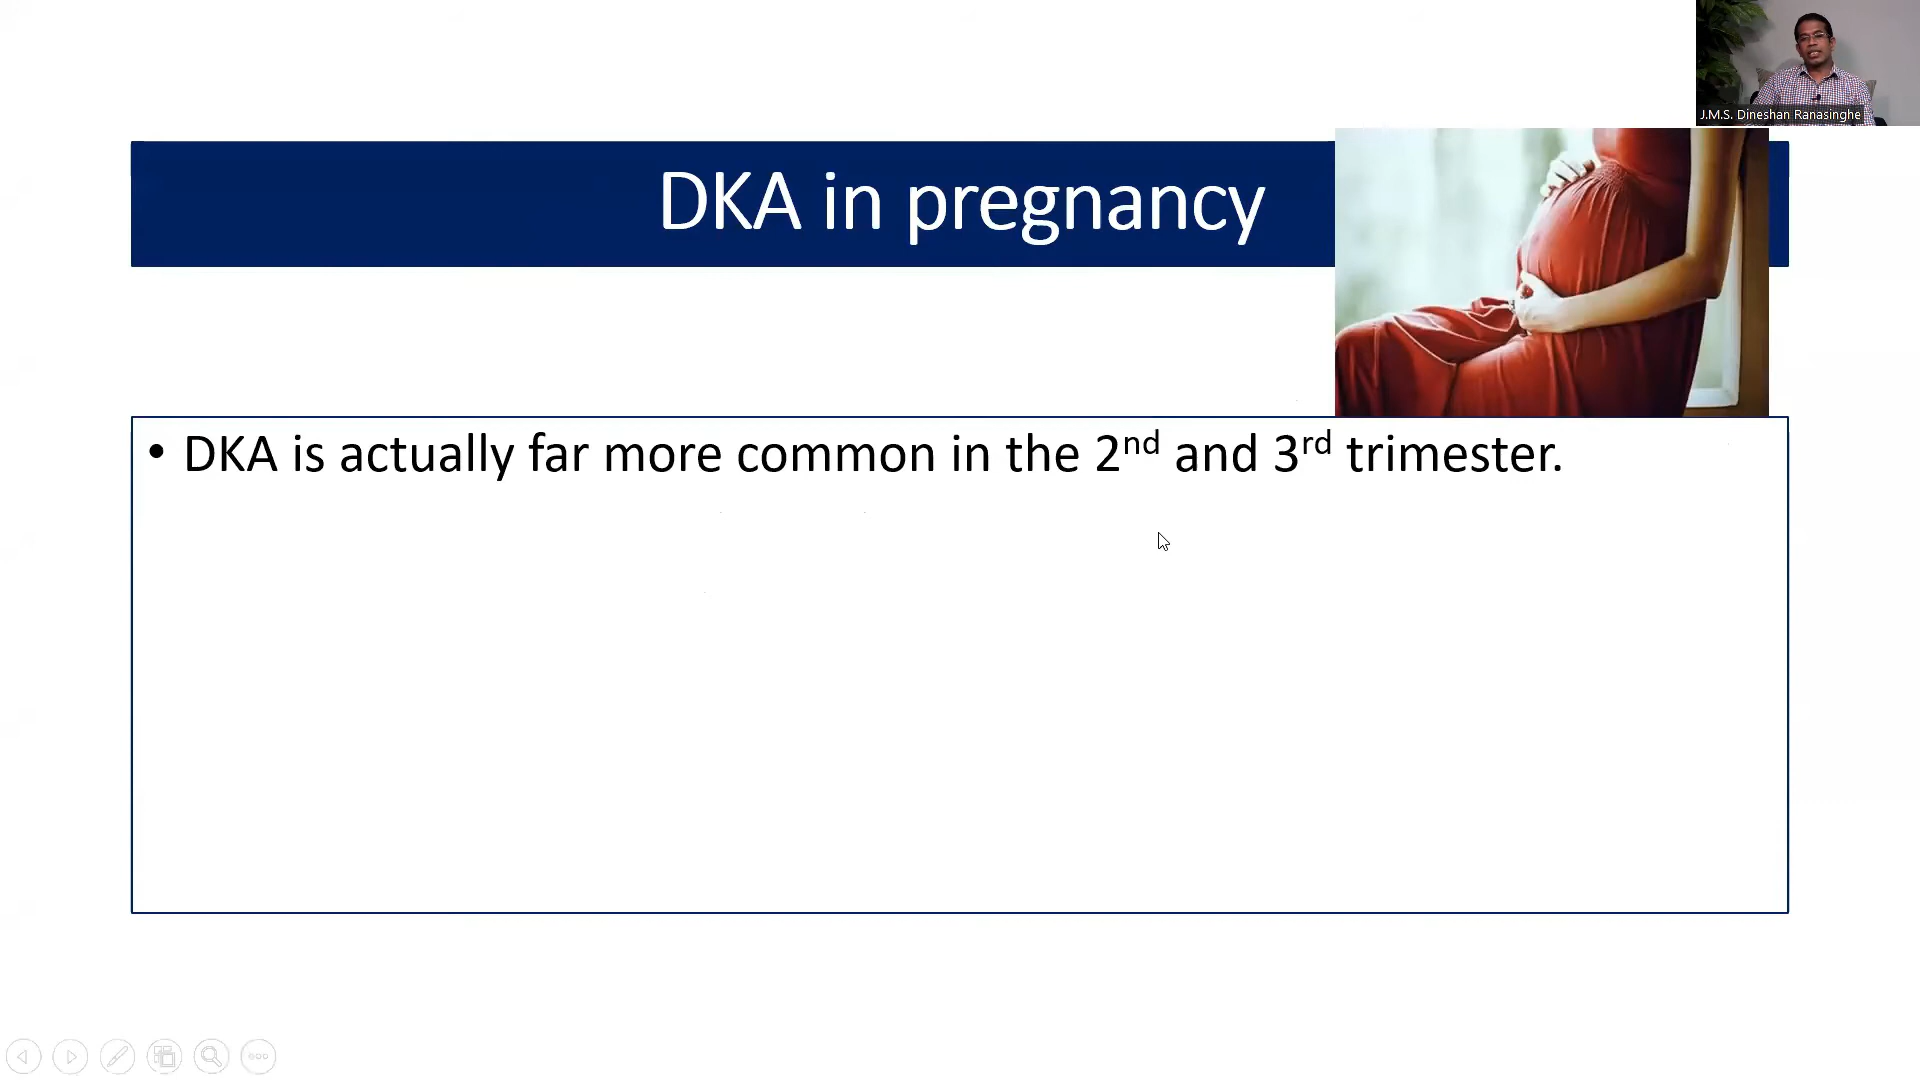 J.M.S. Dineshan Ranasinghe
DKA in pregnancy
• DKA is actually far more common in the 2nd and 3rd trimester.